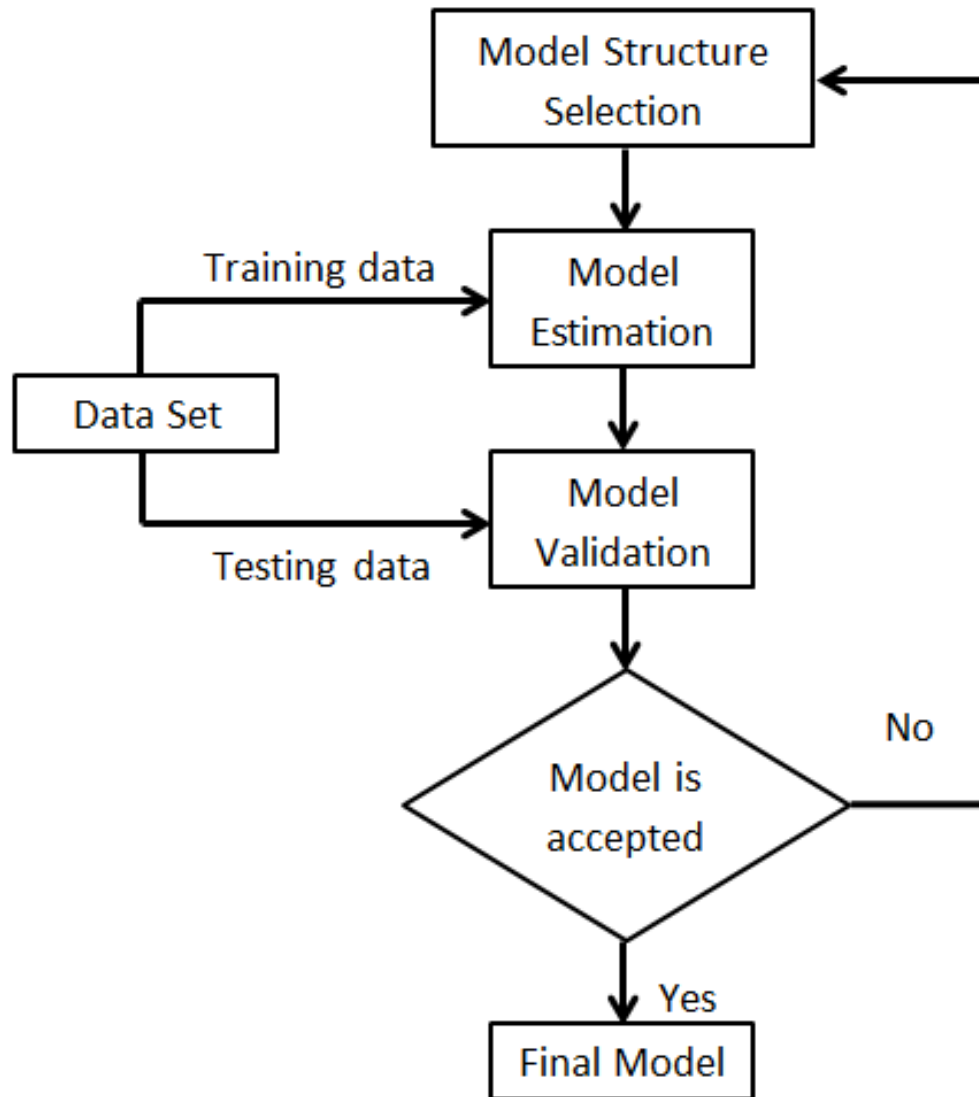 Model Structure
Selection
Training data
Model
Estimation
Data Set
Model
Validation
Testing data
No
Model is
accepted
Yes
Final Model